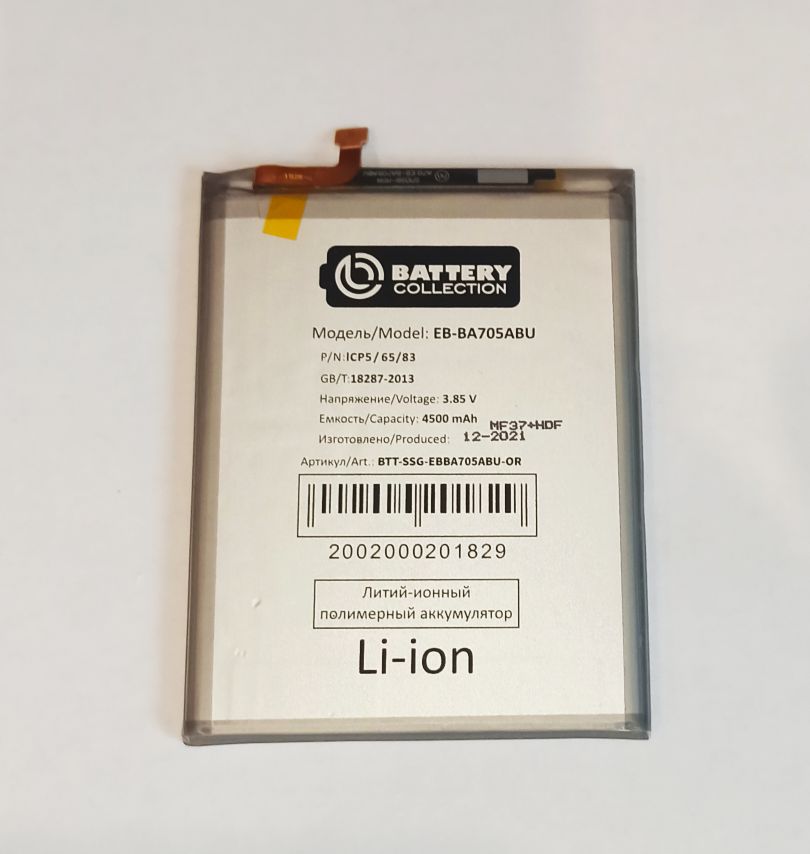 BATTERY
COLLECTION
Модель/Model: EB-BA705ABU
P/N:ICP5/65/83
GB/T:18287-2013
Напряжение/Voltage: 3.85 V
Емкость/Capacity: 4500 mAh
MF37+HDF
Изготовлено/Produced: 12-2021
Артикул/Art.: BTT-SSG-EBBA705ABU-OR
2002000201829
Литий-ионный
полимерный аккумулятор
Li-ion